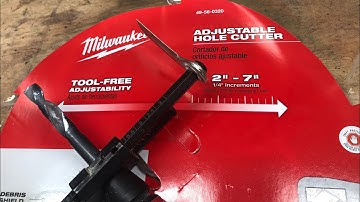 49-56-0320
Milwaukee
ADJUSTABLE
HOLE CUTTER
Cortador de
orificios ajustable
TOOL-FREE
ADJUSTABILITY
2" - 7"
1/4" Increments
DEBRIS
SHIELD